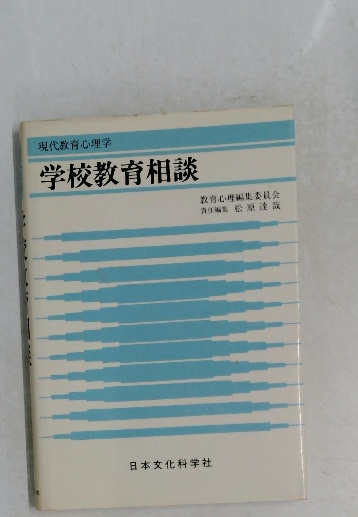 現代教育心理学
学校教育相談
教育心理編集委員会
責任編集 松原達哉
日本文化科学社